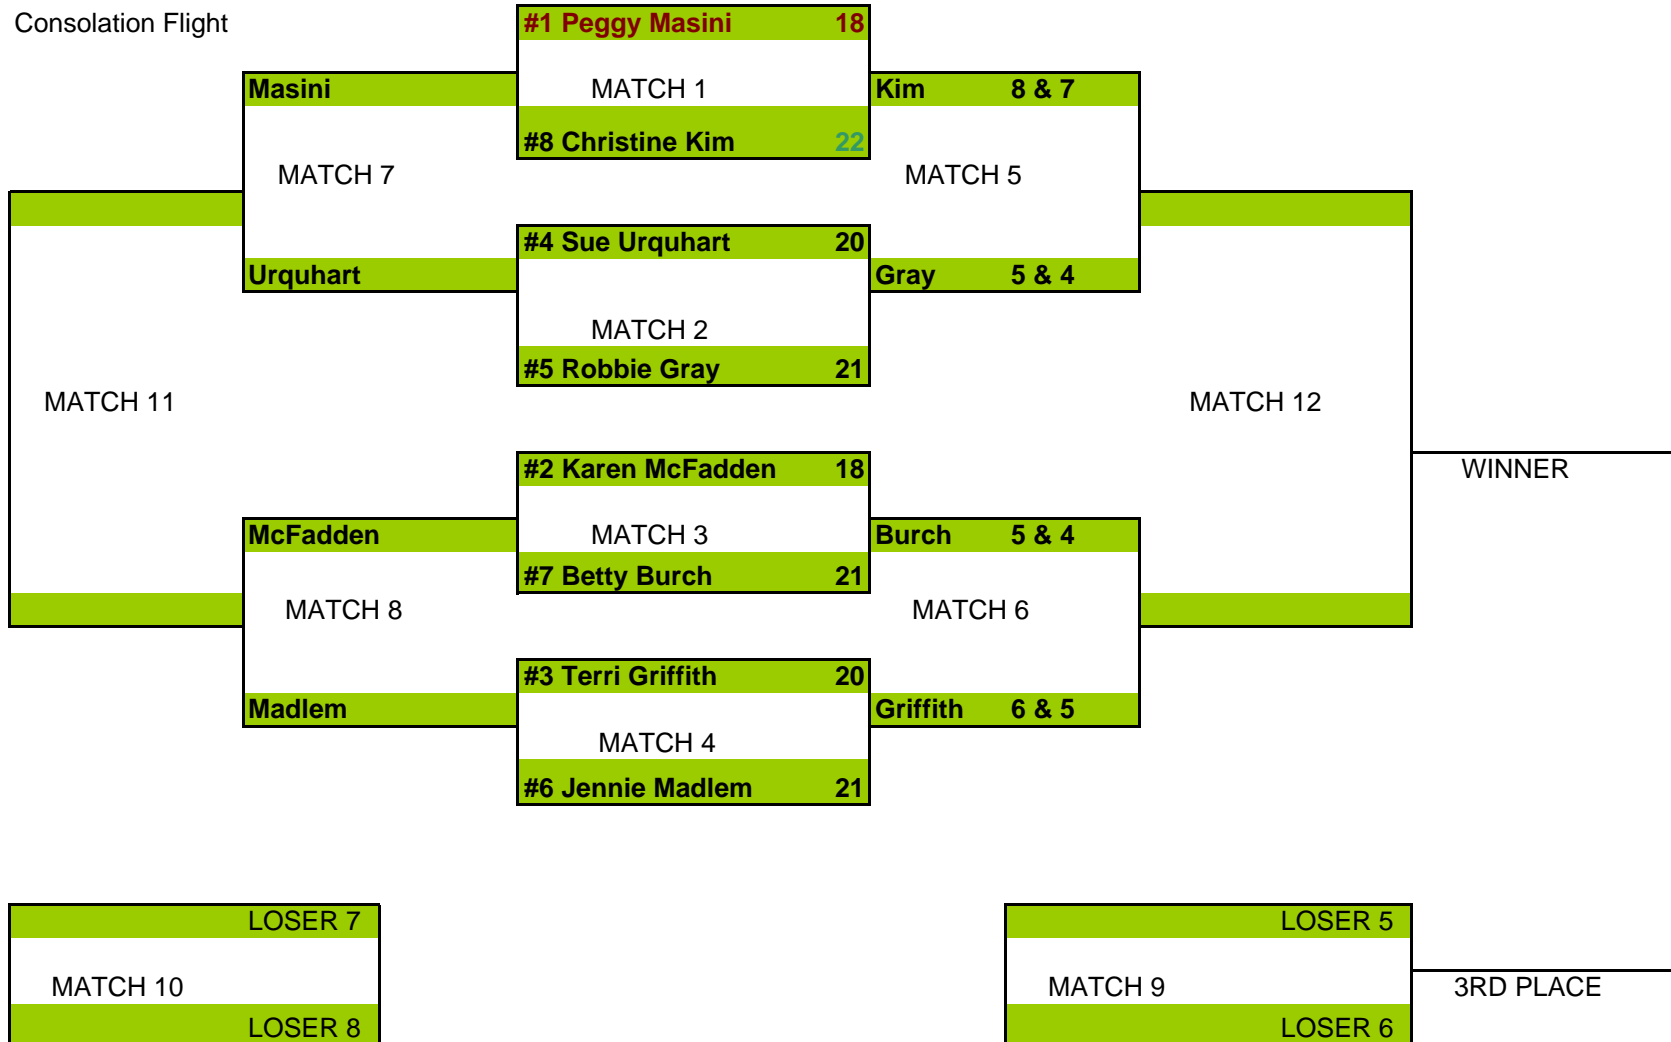 Consolation Flight
#1 Peggy Masini 18
Masini MATCH 1 Kim 8 & 7
#8 Christine Kim 22
MATCH 7 MATCH 5
#4 Sue Urquhart 20
Urquhart Gray 5 & 4
MATCH 2
#5 Robbie Gray 21
MATCH 11 MATCH 12
#2 Karen McFadden 18
WINNER
McFadden MATCH 3 Burch 5 & 4
#7 Betty Burch 21
MATCH 8 MATCH 6
#3 Terri Griffith 20
Madlem Griffith 6 & 5
MATCH 4
#6 Jennie Madlem 21
LOSER 7 LOSER 5
MATCH 10 MATCH 9 3RD PLACE
LOSER 8 LOSER 6